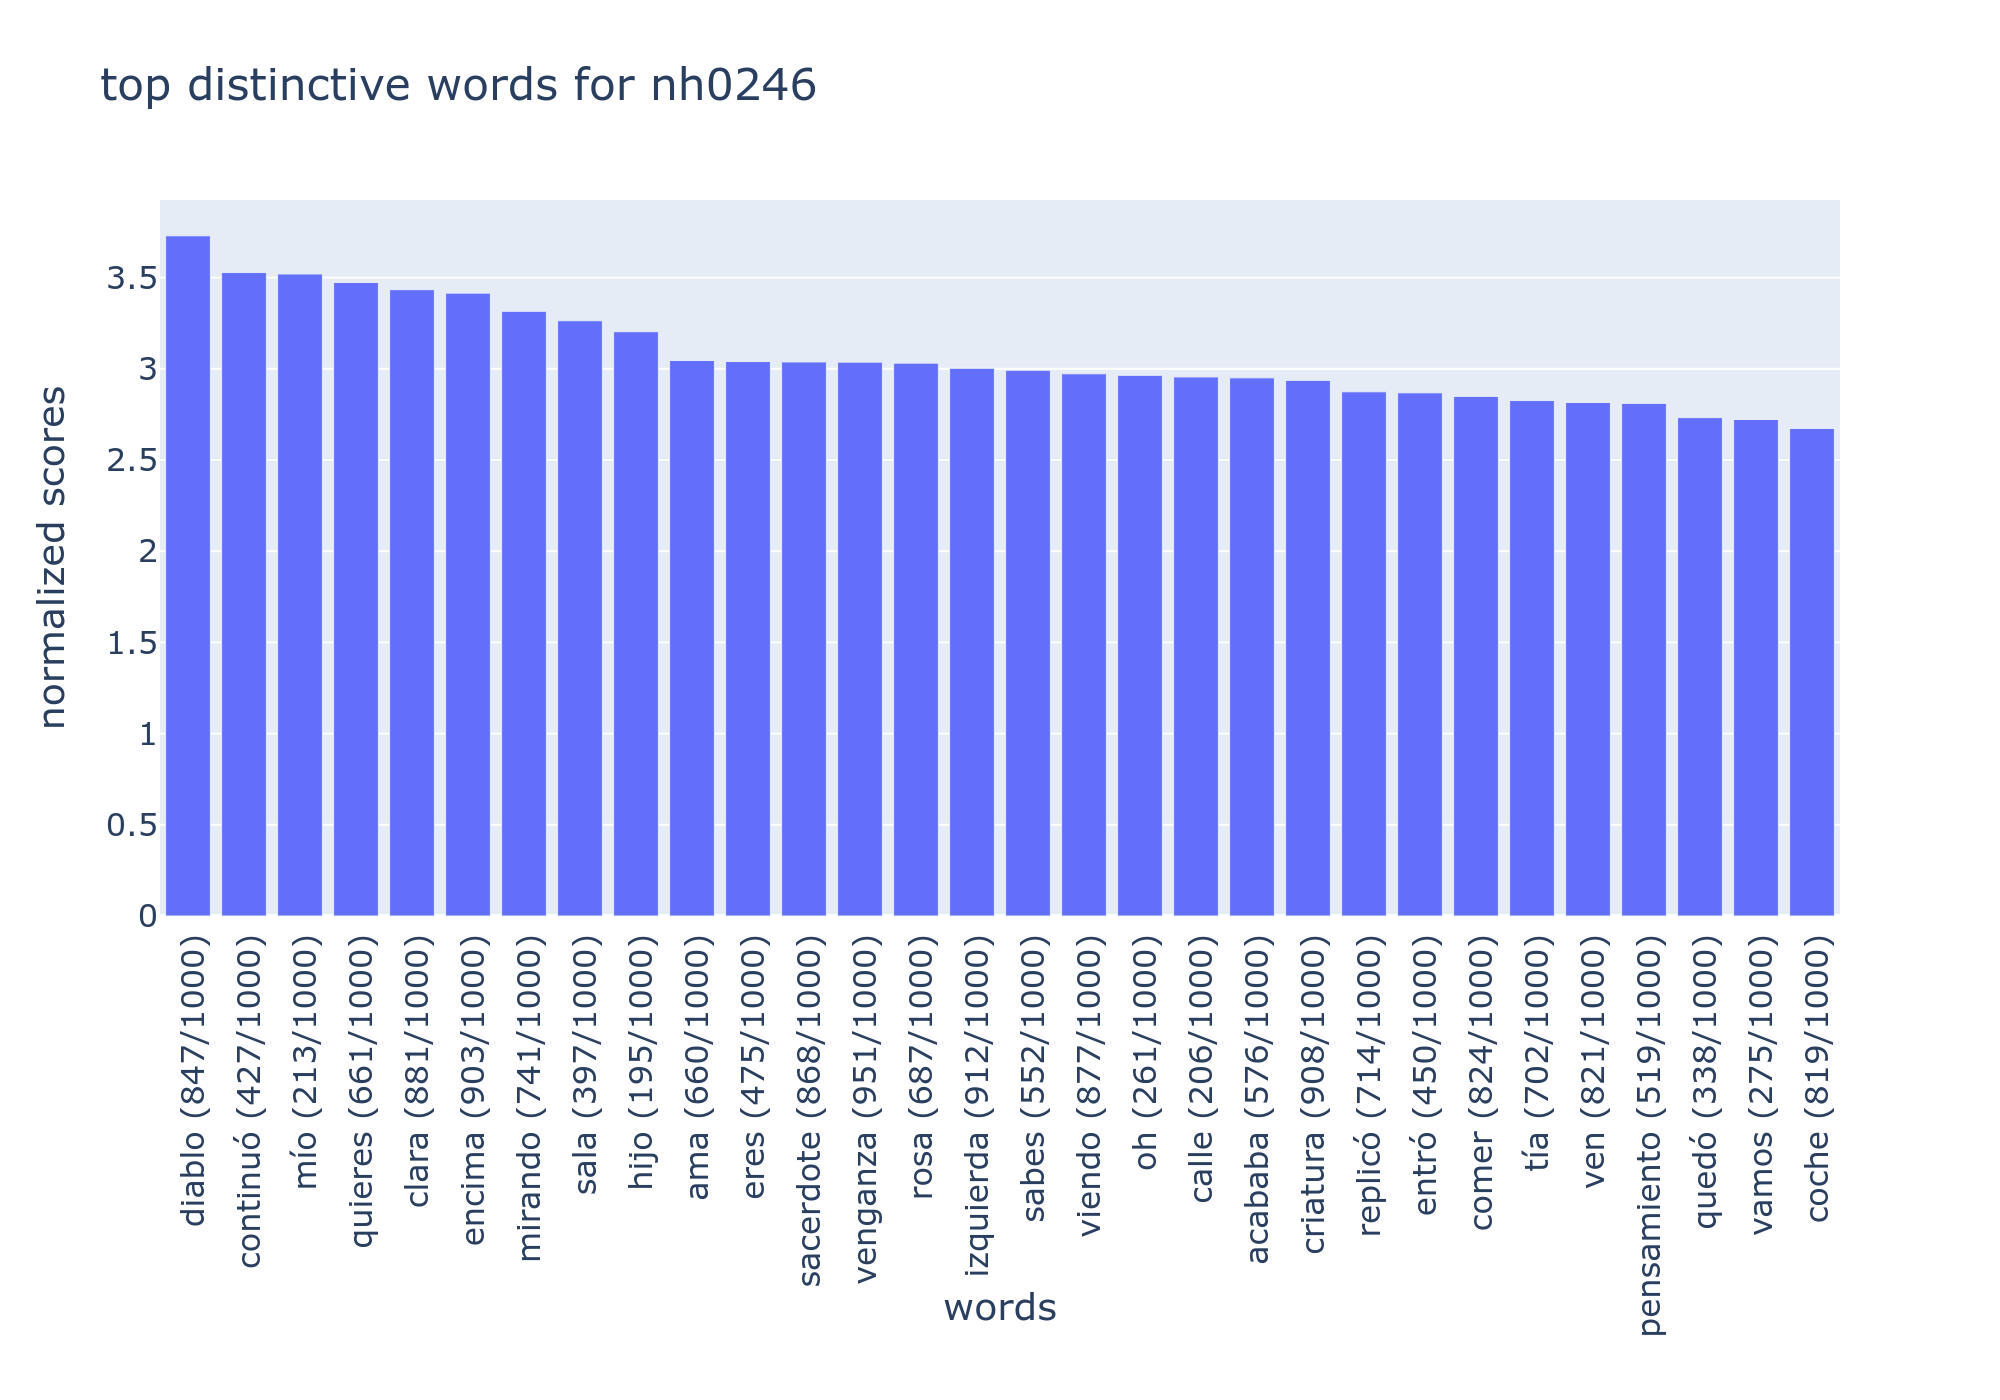 top distinctive words for nh0246
normalized scores
3.5
3
2.5
2
1.5
1
0.5
0
diablo (847/1000)
continuó (427/1000)
mío (213/1000)
quieres (661/1000)
clara (881/1000)
encima (903/1000)
mirando (741/1000)
sala (397/1000)
hijo (195/1000)
ama (660/1000)
eres (475/1000)
sacerdote (868/1000)
venganza (951/1000)
rosa (687/1000)
izquierda (912/1000)
sabes (552/1000)
viendo (877/1000)
oh (261/1000)
calle (206/1000)
acababa (576/1000)
criatura (908/1000)
replicó (714/1000)
entró (450/1000)
comer (824/1000)
tía (702/1000)
ven (821/1000)
pensamiento (519/1000)
quedó (338/1000)
vamos (275/1000)
coche (819/1000)
words